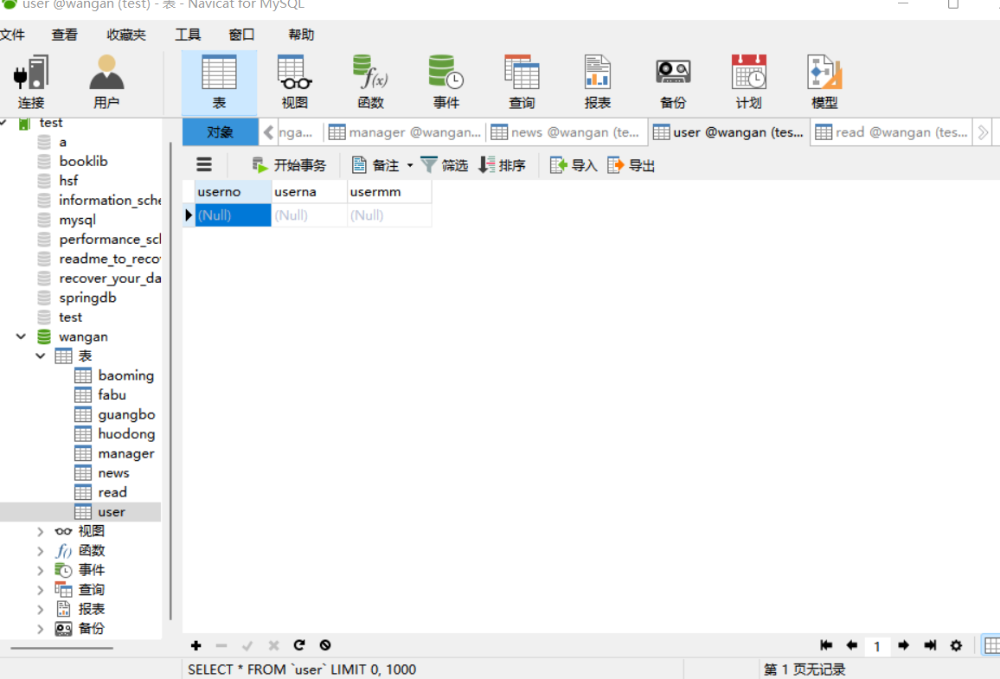 user @wangan (test) - 表 - Navicat for MySQL
文件 查看 收藏夹 工具 窗口 帮助
连接 用户 表 视图 函数 事件 查询 报表 备份 计划 模型
对象 nga... manager @wangan... news @wangan (te... user @wangan (tes... read @wangan (tes...
开始事务 备注 筛选 排序 导入 导出
userno userna usermm
(Null) (Null) (Null)
test
a
booklib
hsf
information_sche
mysql
performance_scl
readme_to_reco
recover_your_da
springdb
test
wangan
表
baoming
fabu
guangbo
huodong
manager
news
read
user
视图
f() 函数
事件
查询
报表
备份
1
SELECT * FROM `user` LIMIT 0, 1000 第 1 页无记录